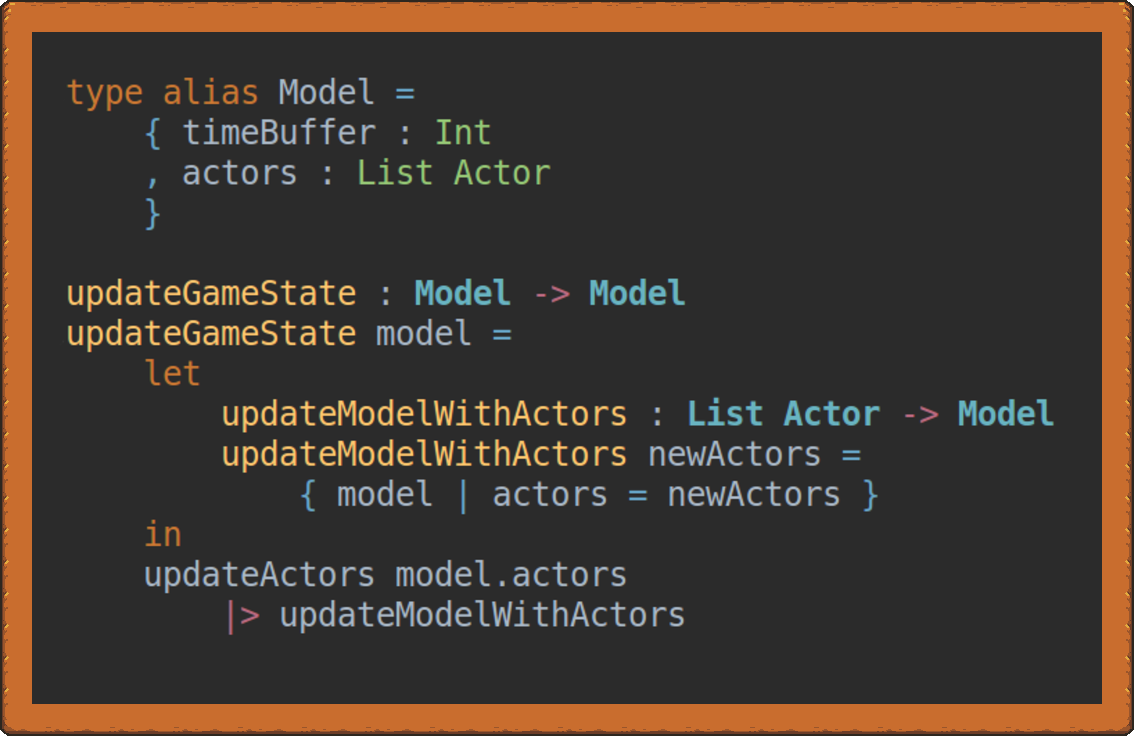 type alias Model =
    { timeBuffer : Int
    , actors : List Actor
    }

updateGameState : Model -> Model
updateGameState model =
    let
        updateModelWithActors : List Actor -> Model
        updateModelWithActors newActors =
            { model | actors = newActors }
    in
    updateActors model.actors
        |> updateModelWithActors